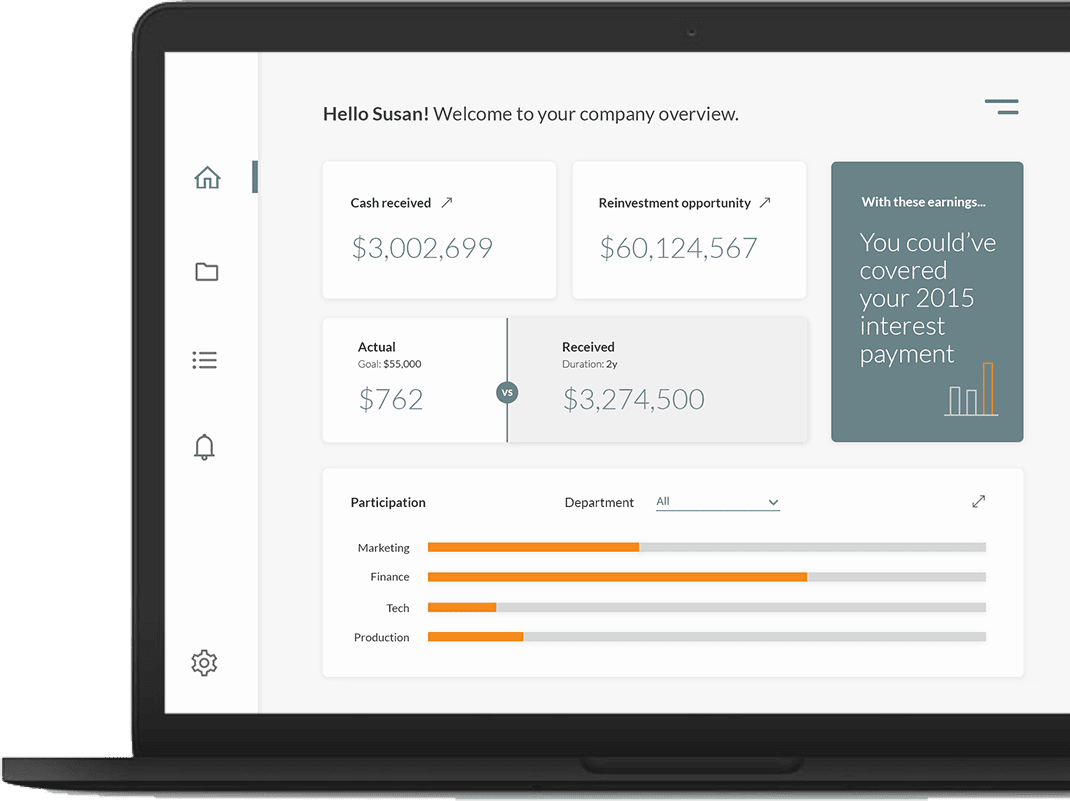 Hello Susan! Welcome to your company overview.
Cash received
$3,002,699
Reinvestment opportunity
$60,124,567
With these earnings...
You could've
covered
your 2015
interest
payment
Actual
Goal: $55,000
$762
vs
Received
Duration: 2y
$3,274,500
Participation
Department
All
Marketing
Finance
Tech
Production